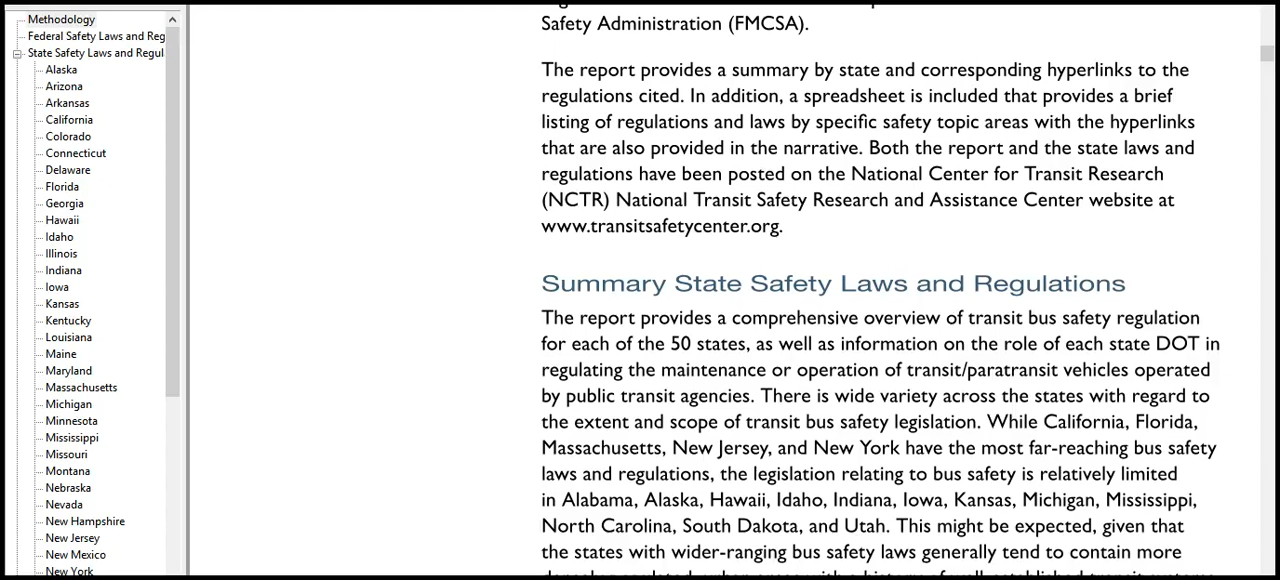 Methodology
Federal Safety Laws and Reg
State Safety Laws and Regul
Alaska
Arizona
Arkansas
California
Colorado
Connecticut
Delaware
Florida
Georgia
Hawaii
Idaho
Illinois
Indiana
Iowa
Kansas
Kentucky
Louisiana
Maine
Maryland
Massachusetts
Michigan
Minnesota
Mississippi
Missouri
Montana
Nebraska
Nevada
New Hampshire
New Jersey
New Mexico
New York
Safety Administration (FMCSA).
The report provides a summary by state and corresponding hyperlinks to the
regulations cited. In addition, a spreadsheet is included that provides a brief
listing of regulations and laws by specific safety topic areas with the hyperlinks
that are also provided in the narrative. Both the report and the state laws and
regulations have been posted on the National Center for Transit Research
(NCTR) National Transit Safety Research and Assistance Center website at
www.transitsafetycenter.org.
Summary State Safety Laws and Regulations
The report provides a comprehensive overview of transit bus safety regulation
for each of the 50 states, as well as information on the role of each state DOT in
regulating the maintenance or operation of transit/paratransit vehicles operated
by public transit agencies. There is wide variety across the states with regard to
the extent and scope of transit bus safety legislation. While California, Florida,
Massachusetts, New Jersey, and New York have the most far-reaching bus safety
laws and regulations, the legislation relating to bus safety is relatively limited
in Alabama, Alaska, Hawaii, Idaho, Indiana, Iowa, Kansas, Michigan, Mississippi,
North Carolina, South Dakota, and Utah. This might be expected, given that
the states with wider-ranging bus safety laws generally tend to contain more